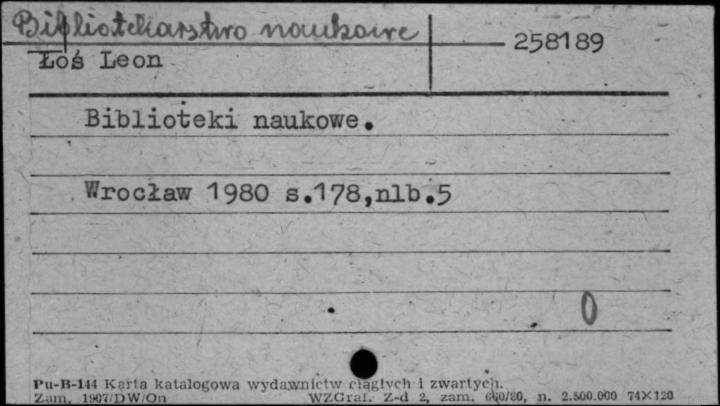 Bibliotekarstwo naukowe
258189
Łoś Leon
Biblioteki naukowe.
Wrocław 1980 s.178,nlb.5
0
Pu-B-144 Karta katalogowa wydawnictw ciągłych i zwartych.
Zam. 1907/DW/On WZGraf. Z-d 2, zam. 600/80, n. 2.500.000 74×120